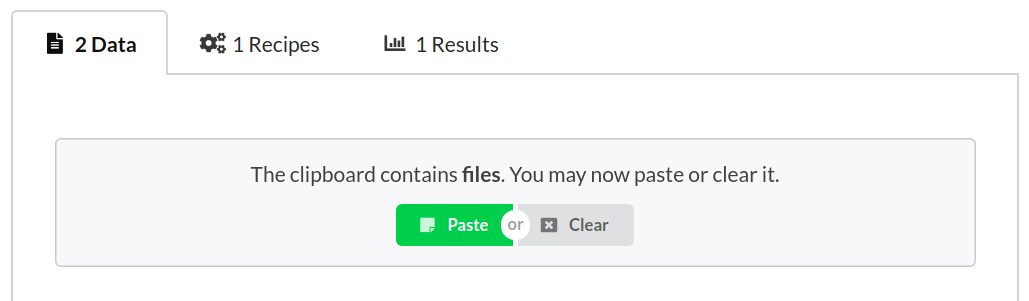 2 Data 1 Recipes 1 Results
The clipboard contains files. You may now paste or clear it.
Paste or Clear